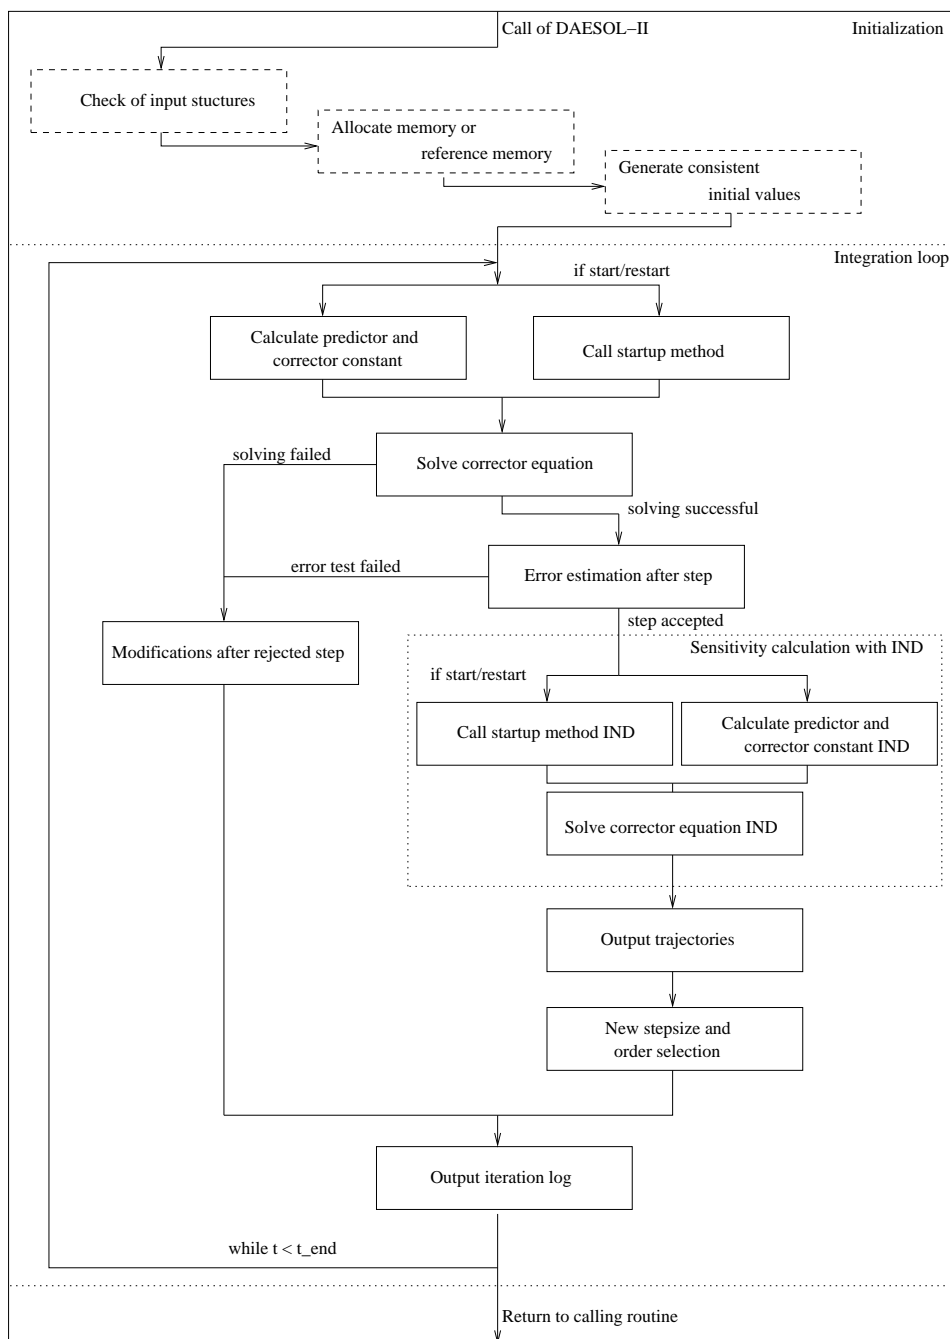 Call of DAESOL−II
Initialization
Check of input stuctures
Allocate memory or
reference memory
Generate consistent
initial values
Integration loop
if start/restart
Calculate predictor and
corrector constant
Call startup method
Solve corrector equation
solving failed
solving successful
Error estimation after step
error test failed
step accepted
Modifications after rejected step
Sensitivity calculation with IND
if start/restart
Call startup method IND
Calculate predictor and
corrector constant IND
Solve corrector equation IND
Output trajectories
New stepsize and
order selection
Output iteration log
while t < t_end
Return to calling routine